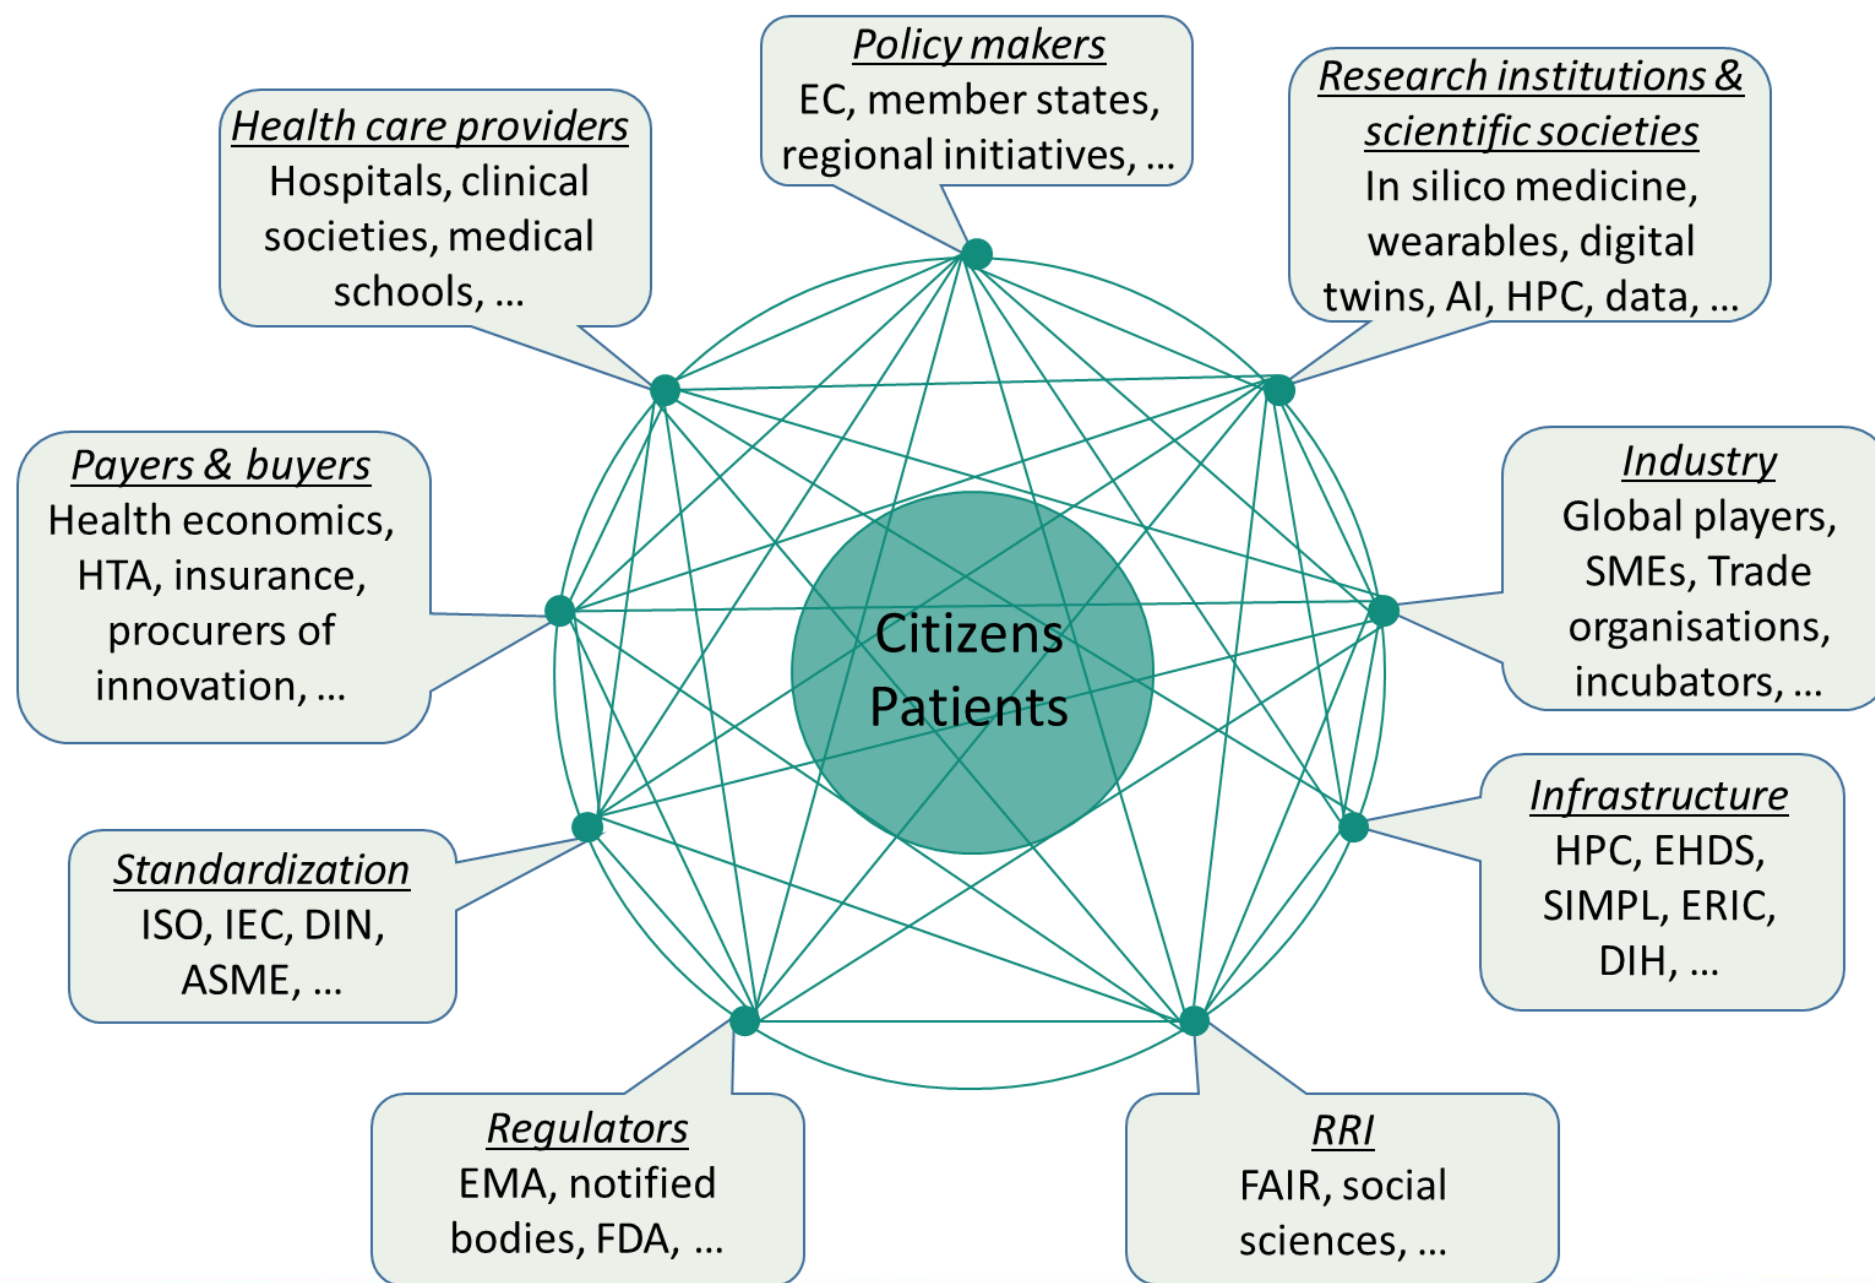 Policy makers
EC, member states,
regional initiatives, ...
Research institutions &
scientific societies
In silico medicine,
wearables, digital
twins, AI, HPC, data, ...
Health care providers
Hospitals, clinical
societies, medical
schools, ...
Payers & buyers
Health economics,
HTA, insurance,
procurers of
innovation, ...
Industry
Global players,
SMEs, Trade
organisations,
incubators, ...
Citizens
Patients
Infrastructure
HPC, EHDS,
SIMPL, ERIC,
DIH, ...
Standardization
ISO, IEC, DIN,
ASME, ...
Regulators
EMA, notified
bodies, FDA, ...
RRI
FAIR, social
sciences, ...